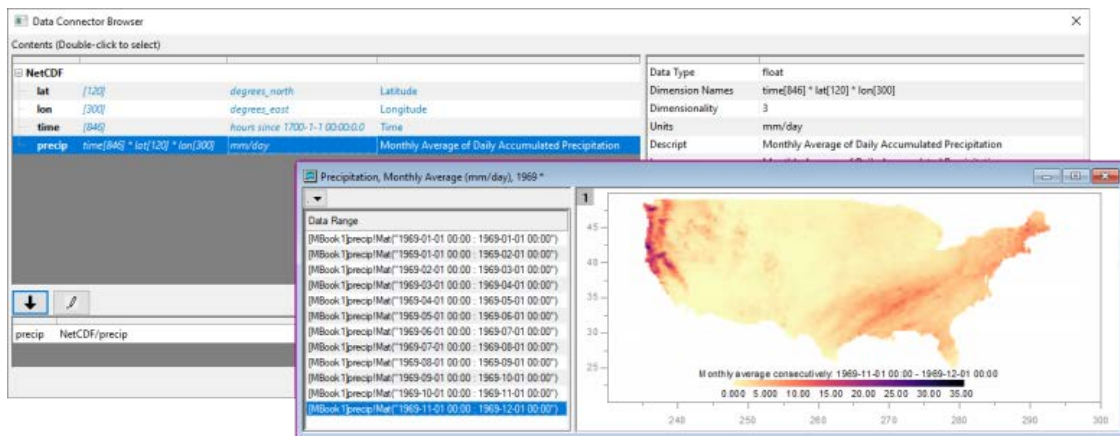 Data Connector Browser
Contents (Double-click to select)
NetCDF
lat [120] degrees_north Latitude
lon [300] degrees_east Longitude
time [846] hours since 1700-1-1 00:00:0.0 Time
precip time[846] * lat[120] * lon[300] mm/day Monthly Average of Daily Accumulated Precipitation
Data Type float
Dimension Names time[846] * lat[120] * lon[300]
Dimensionality 3
Units mm/day
Descript Monthly Average of Daily Accumulated Precipitation
precip NetCDF/precip
Precipitation, Monthly Average (mm/day), 1969 *
Data Range
[MBook1]precip!Mat("1969-01-01 00:00 : 1969-01-01 00:00")
[MBook1]precip!Mat("1969-01-01 00:00 : 1969-02-01 00:00")
[MBook1]precip!Mat("1969-02-01 00:00 : 1969-03-01 00:00")
[MBook1]precip!Mat("1969-03-01 00:00 : 1969-04-01 00:00")
[MBook1]precip!Mat("1969-04-01 00:00 : 1969-05-01 00:00")
[MBook1]precip!Mat("1969-05-01 00:00 : 1969-06-01 00:00")
[MBook1]precip!Mat("1969-06-01 00:00 : 1969-07-01 00:00")
[MBook1]precip!Mat("1969-07-01 00:00 : 1969-08-01 00:00")
[MBook1]precip!Mat("1969-08-01 00:00 : 1969-09-01 00:00")
[MBook1]precip!Mat("1969-09-01 00:00 : 1969-10-01 00:00")
[MBook1]precip!Mat("1969-10-01 00:00 : 1969-11-01 00:00")
[MBook1]precip!Mat("1969-11-01 00:00 : 1969-12-01 00:00")
1
45
40
35
30
25
Monthly average consecutively: 1969-11-01 00:00 - 1969-12-01 00:00
0.000 5.000 10.00 15.00 20.00 25.00 30.00 35.00
240 250 260 270 280 290 300